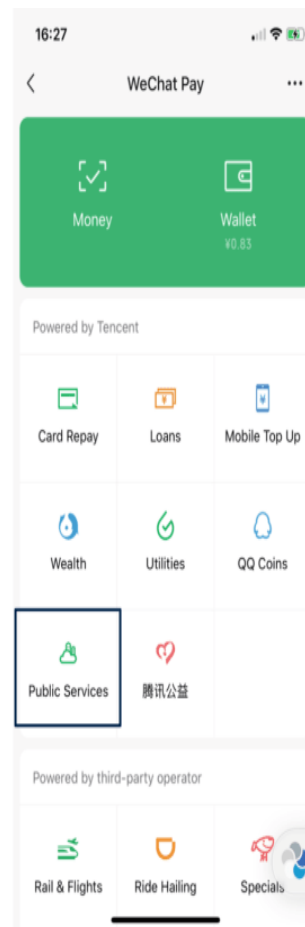 16:27
WeChat Pay
Money
Wallet
¥0.83
Powered by Tencent
Card Repay
Loans
Mobile Top Up
Wealth
Utilities
QQ Coins
Public Services
腾讯公益
Powered by third-party operator
Rail & Flights
Ride Hailing
Specials